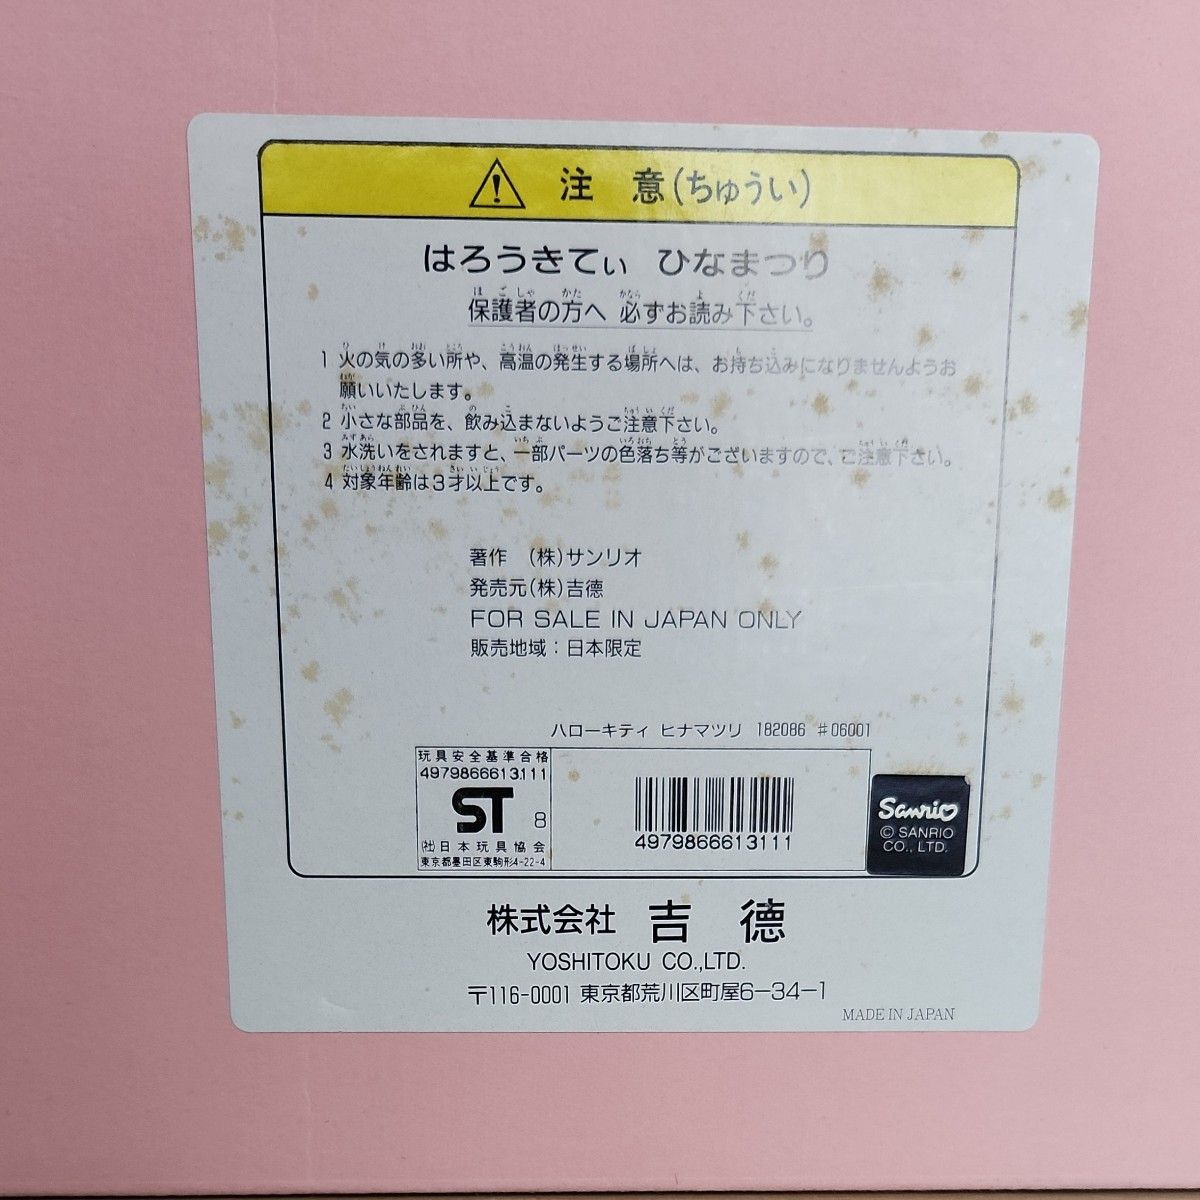 注 意(ちゅうい)
はろうきてぃ ひなまつり
保護者の方へ 必ずお読み下さい。
1 火の気の多い所や、高温の発生する場所へは、お持ち込みになりませんようお
願いいたします。
2 小さな部品を、飲み込まないようご注意下さい。
3 水洗いをされますと、一部パーツの色落ち等がございますので、ご注意下さい。
4 対象年齢は3才以上です。
著作 (株)サンリオ
発売元(株)吉德
FOR SALE IN JAPAN ONLY
販売地域:日本限定
ハローキティ ヒナマツリ 182086 #06001
玩具安全基準合格
4979866613111
ST 8
(社)日本玩具協会
東京都墨田区東駒形4-22-4
4979866613111
Sanrio
© SANRIO
CO., LTD.
株式会社 吉 德
YOSHITOKU CO.,LTD.
〒116-0001 東京都荒川区町屋6-34-1
MADE IN JAPAN